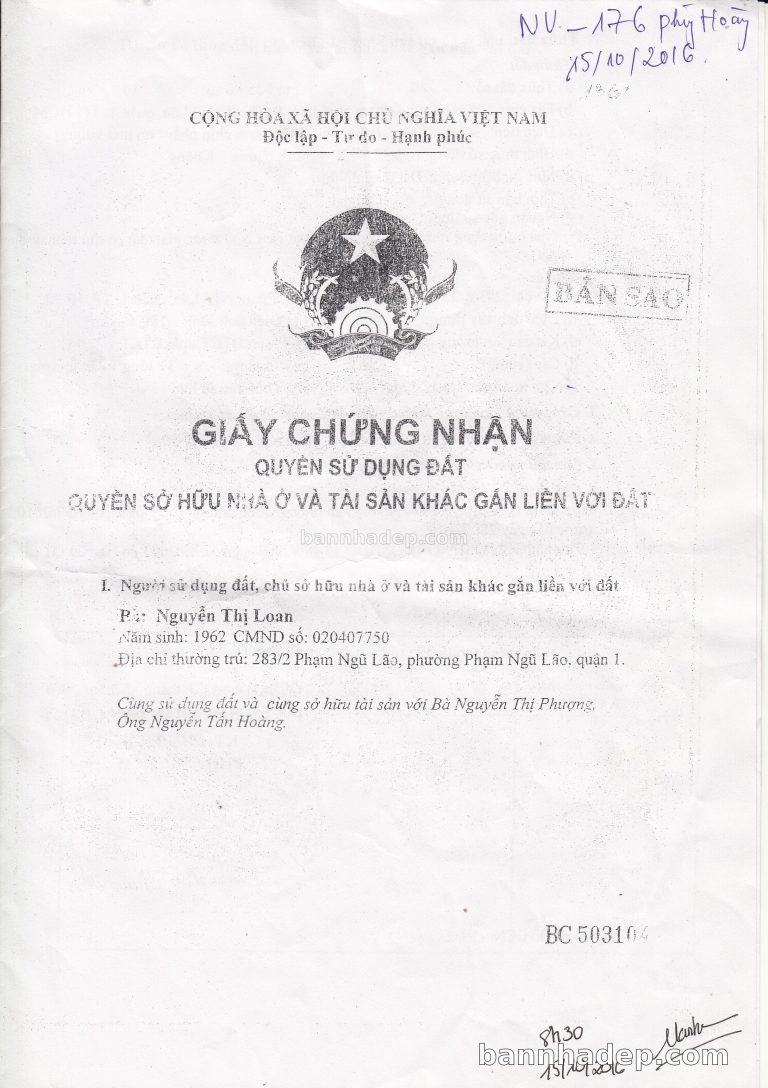 NV. - 176 phụng Hoàng
15/10/2016.
CỘNG HÒA XÃ HỘI CHỦ NGHĨA VIỆT NAM
Độc lập - Tự do - Hạnh phúc
BẢN SAO
GIẤY CHỨNG NHẬN
QUYỀN SỬ DỤNG ĐẤT
QUYỀN SỞ HỮU NHÀ Ở VÀ TÀI SẢN KHÁC GẮN LIỀN VỚI ĐẤT
bannhadep.com
I. Người sử dụng đất, chủ sở hữu nhà ở và tài sản khác gắn liền với đất
Bà: Nguyễn Thị Loan
Năm sinh: 1962 CMND số: 020407750
Địa chỉ thường trú: 283/2 Phạm Ngũ Lão, phường Phạm Ngũ Lão, quận 1.
Cùng sử dụng đất và cùng sở hữu tài sản với Bà Nguyễn Thị Phượng,
Ông Nguyễn Tấn Hoàng.
BC 503104
8h30
bannhadep.com
15/10/2016